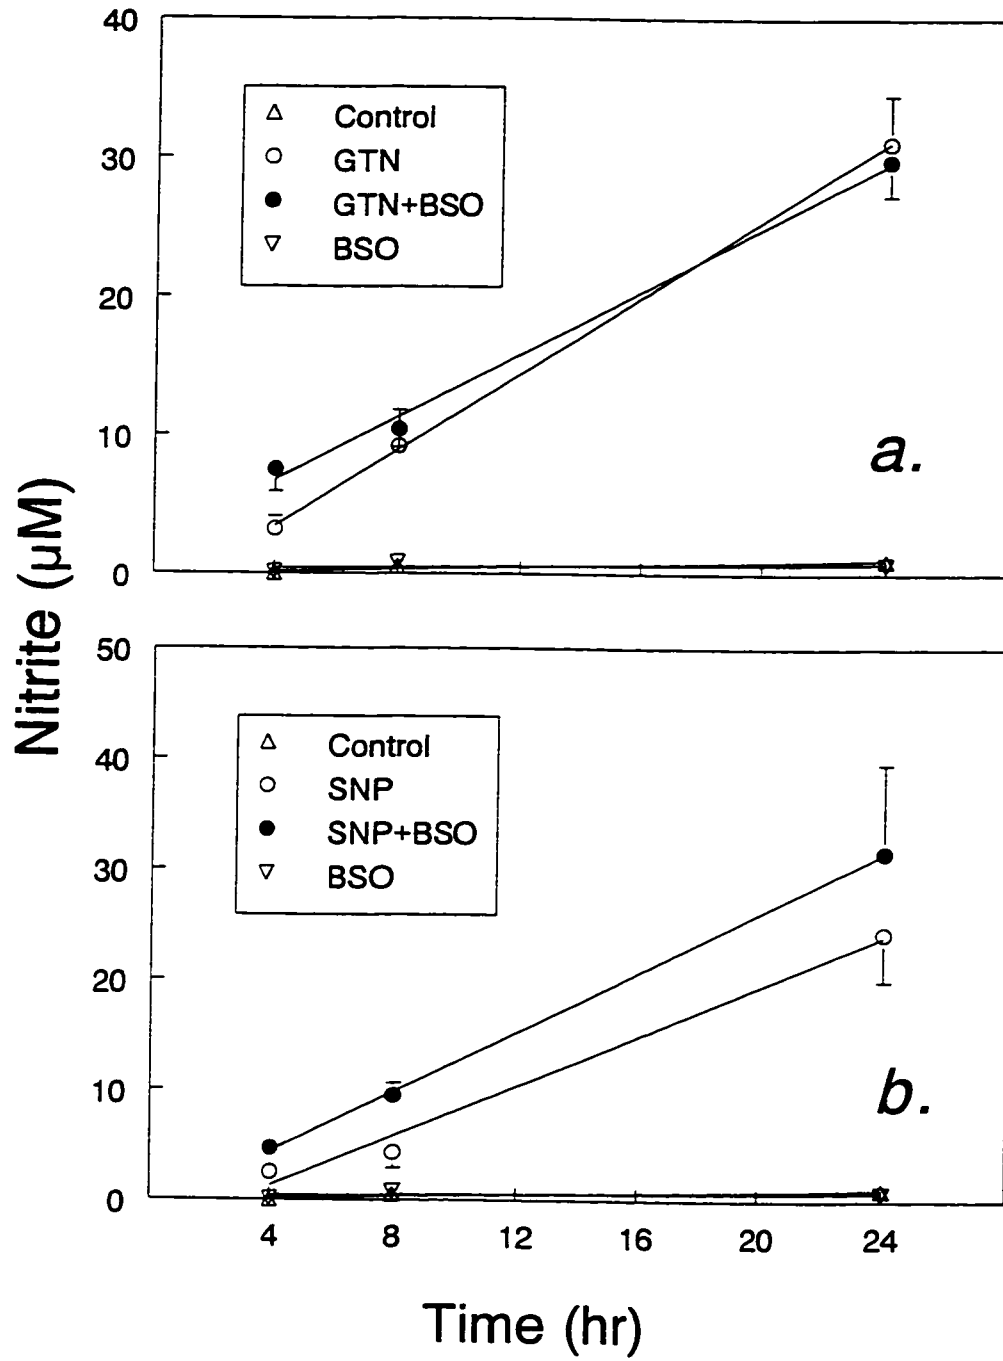 Nitrite (µM)
40
30
20
10
0
Control
GTN
GTN+BSO
BSO
a.
50
40
30
20
10
0
Control
SNP
SNP+BSO
BSO
b.
4 8 12 16 20 24
Time (hr)